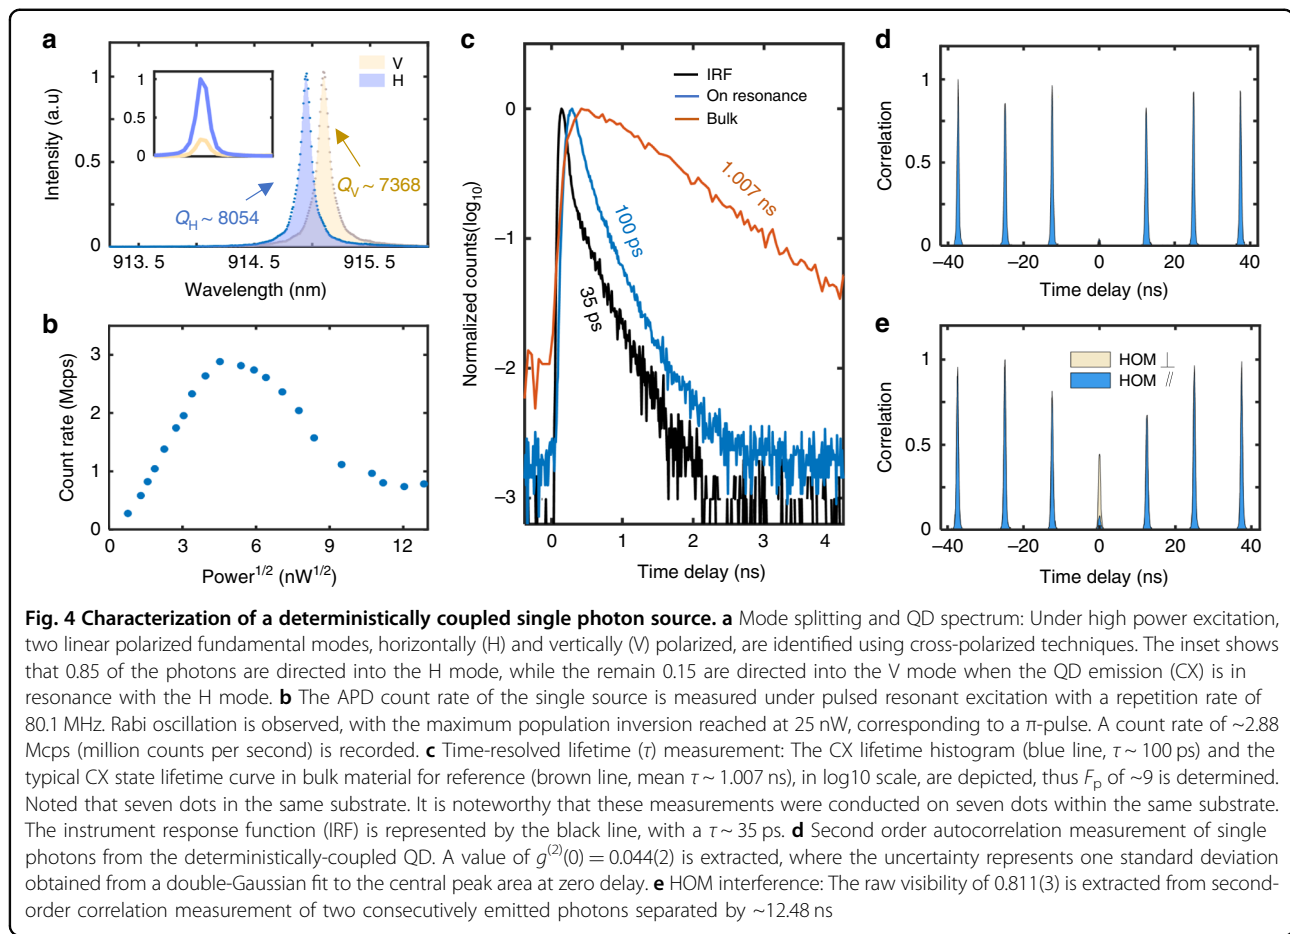 a
V
H
1
0.5
0
1
0.5
0
Q_H ~ 8054
Q_V ~ 7368
Intensity (a.u)
913. 5
914. 5
915. 5
Wavelength (nm)
b
3
2
1
0
Count rate (Mcps)
0
3
6
9
12
Power^1/2 (nW^1/2)
c
IRF
On resonance
Bulk
0
−1
−2
−3
Normalized counts(log_10)
1.007 ns
100 ps
35 ps
0
1
2
3
4
Time delay (ns)
d
1
0.5
0
Correlation
−40
−20
0
20
40
Time delay (ns)
e
HOM ⊥
HOM //
1
0.5
0
Correlation
−40
−20
0
20
40
Time delay (ns)
Fig. 4 Characterization of a deterministically coupled single photon source. a Mode splitting and QD spectrum: Under high power excitation,
two linear polarized fundamental modes, horizontally (H) and vertically (V) polarized, are identified using cross-polarized techniques. The inset shows
that 0.85 of the photons are directed into the H mode, while the remain 0.15 are directed into the V mode when the QD emission (CX) is in
resonance with the H mode. b The APD count rate of the single source is measured under pulsed resonant excitation with a repetition rate of
80.1 MHz. Rabi oscillation is observed, with the maximum population inversion reached at 25 nW, corresponding to a π-pulse. A count rate of ~2.88
Mcps (million counts per second) is recorded. c Time-resolved lifetime (τ) measurement: The CX lifetime histogram (blue line, τ ~ 100 ps) and the
typical CX state lifetime curve in bulk material for reference (brown line, mean τ ~ 1.007 ns), in log10 scale, are depicted, thus F_p of ~9 is determined.
Noted that seven dots in the same substrate. It is noteworthy that these measurements were conducted on seven dots within the same substrate.
The instrument response function (IRF) is represented by the black line, with a τ ~ 35 ps. d Second order autocorrelation measurement of single
photons from the deterministically-coupled QD. A value of g^(2)(0) = 0.044(2) is extracted, where the uncertainty represents one standard deviation
obtained from a double-Gaussian fit to the central peak area at zero delay. e HOM interference: The raw visibility of 0.811(3) is extracted from second-
order correlation measurement of two consecutively emitted photons separated by ~12.48 ns